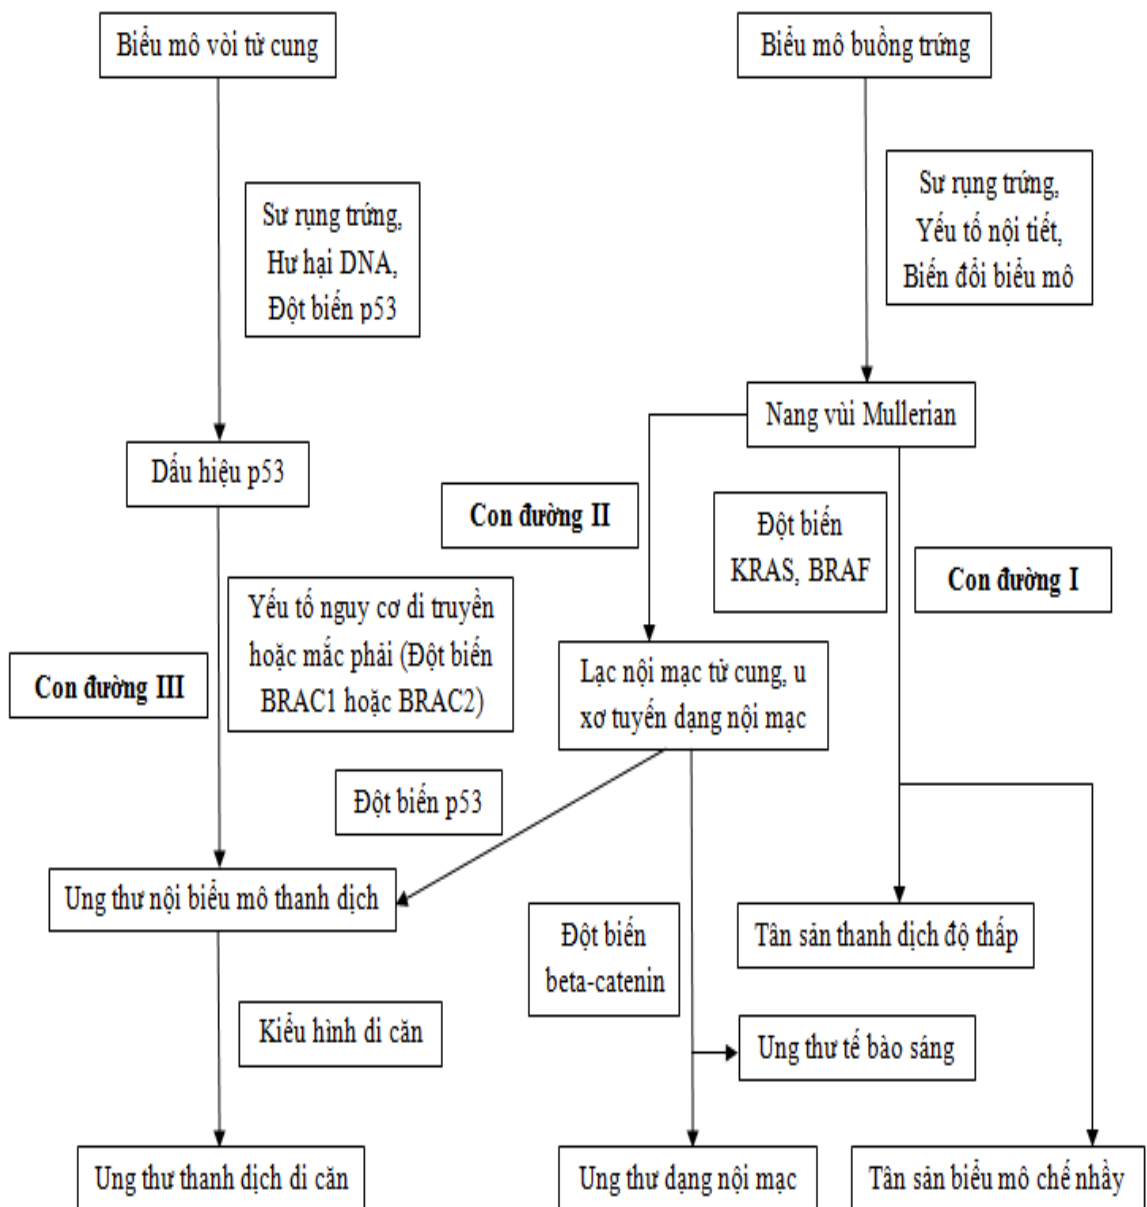 Biểu mô vòi tử cung
Biểu mô buồng trứng
Sư rụng trứng,
Hư hại DNA,
Đột biến p53
Sư rụng trứng,
Yếu tố nội tiết,
Biến đổi biểu mô
Nang vùi Mullerian
Dấu hiệu p53
Con đường II
Đột biến
KRAS, BRAF
Con đường I
Yếu tố nguy cơ di truyền
hoặc mắc phải (Đột biến
BRAC1 hoặc BRAC2)
Con đường III
Lạc nội mạc tử cung, u
xơ tuyến dạng nội mạc
Đột biến p53
Ung thư nội biểu mô thanh dịch
Đột biến
beta-catenin
Tân sản thanh dịch độ thấp
Kiểu hình di căn
Ung thư tế bào sáng
Ung thư thanh dịch di căn
Ung thư dạng nội mạc
Tân sản biểu mô chế nhầy